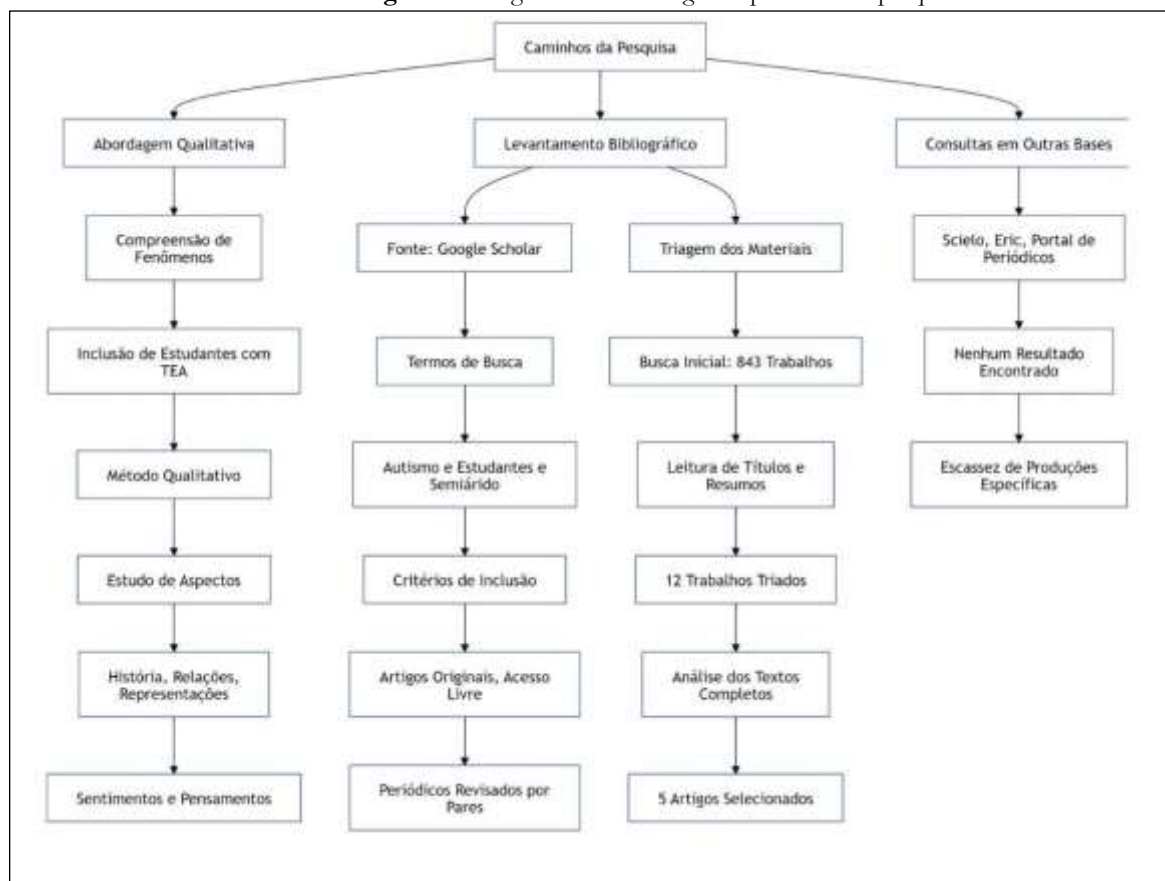 Caminhos da Pesquisa
Abordagem Qualitativa
Levantamento Bibliográfico
Consultas em Outras Bases
Compreensão de
Fenômenos
Fonte: Google Scholar
Triagem dos Materiais
Scielo, Eric, Portal de
Periódicos
Inclusão de Estudantes com
TEA
Termos de Busca
Busca Inicial: 843 Trabalhos
Nenhum Resultado
Encontrado
Método Qualitativo
Autismo e Estudantes e
Semiárido
Leitura de Títulos e
Resumos
Escassez de Produções
Específicas
Estudo de Aspectos
Critérios de Inclusão
12 Trabalhos Triados
História, Relações,
Representações
Artigos Originais, Acesso
Livre
Análise dos Textos
Completos
Sentimentos e Pensamentos
Periódicos Revisados por
Pares
5 Artigos Selecionados